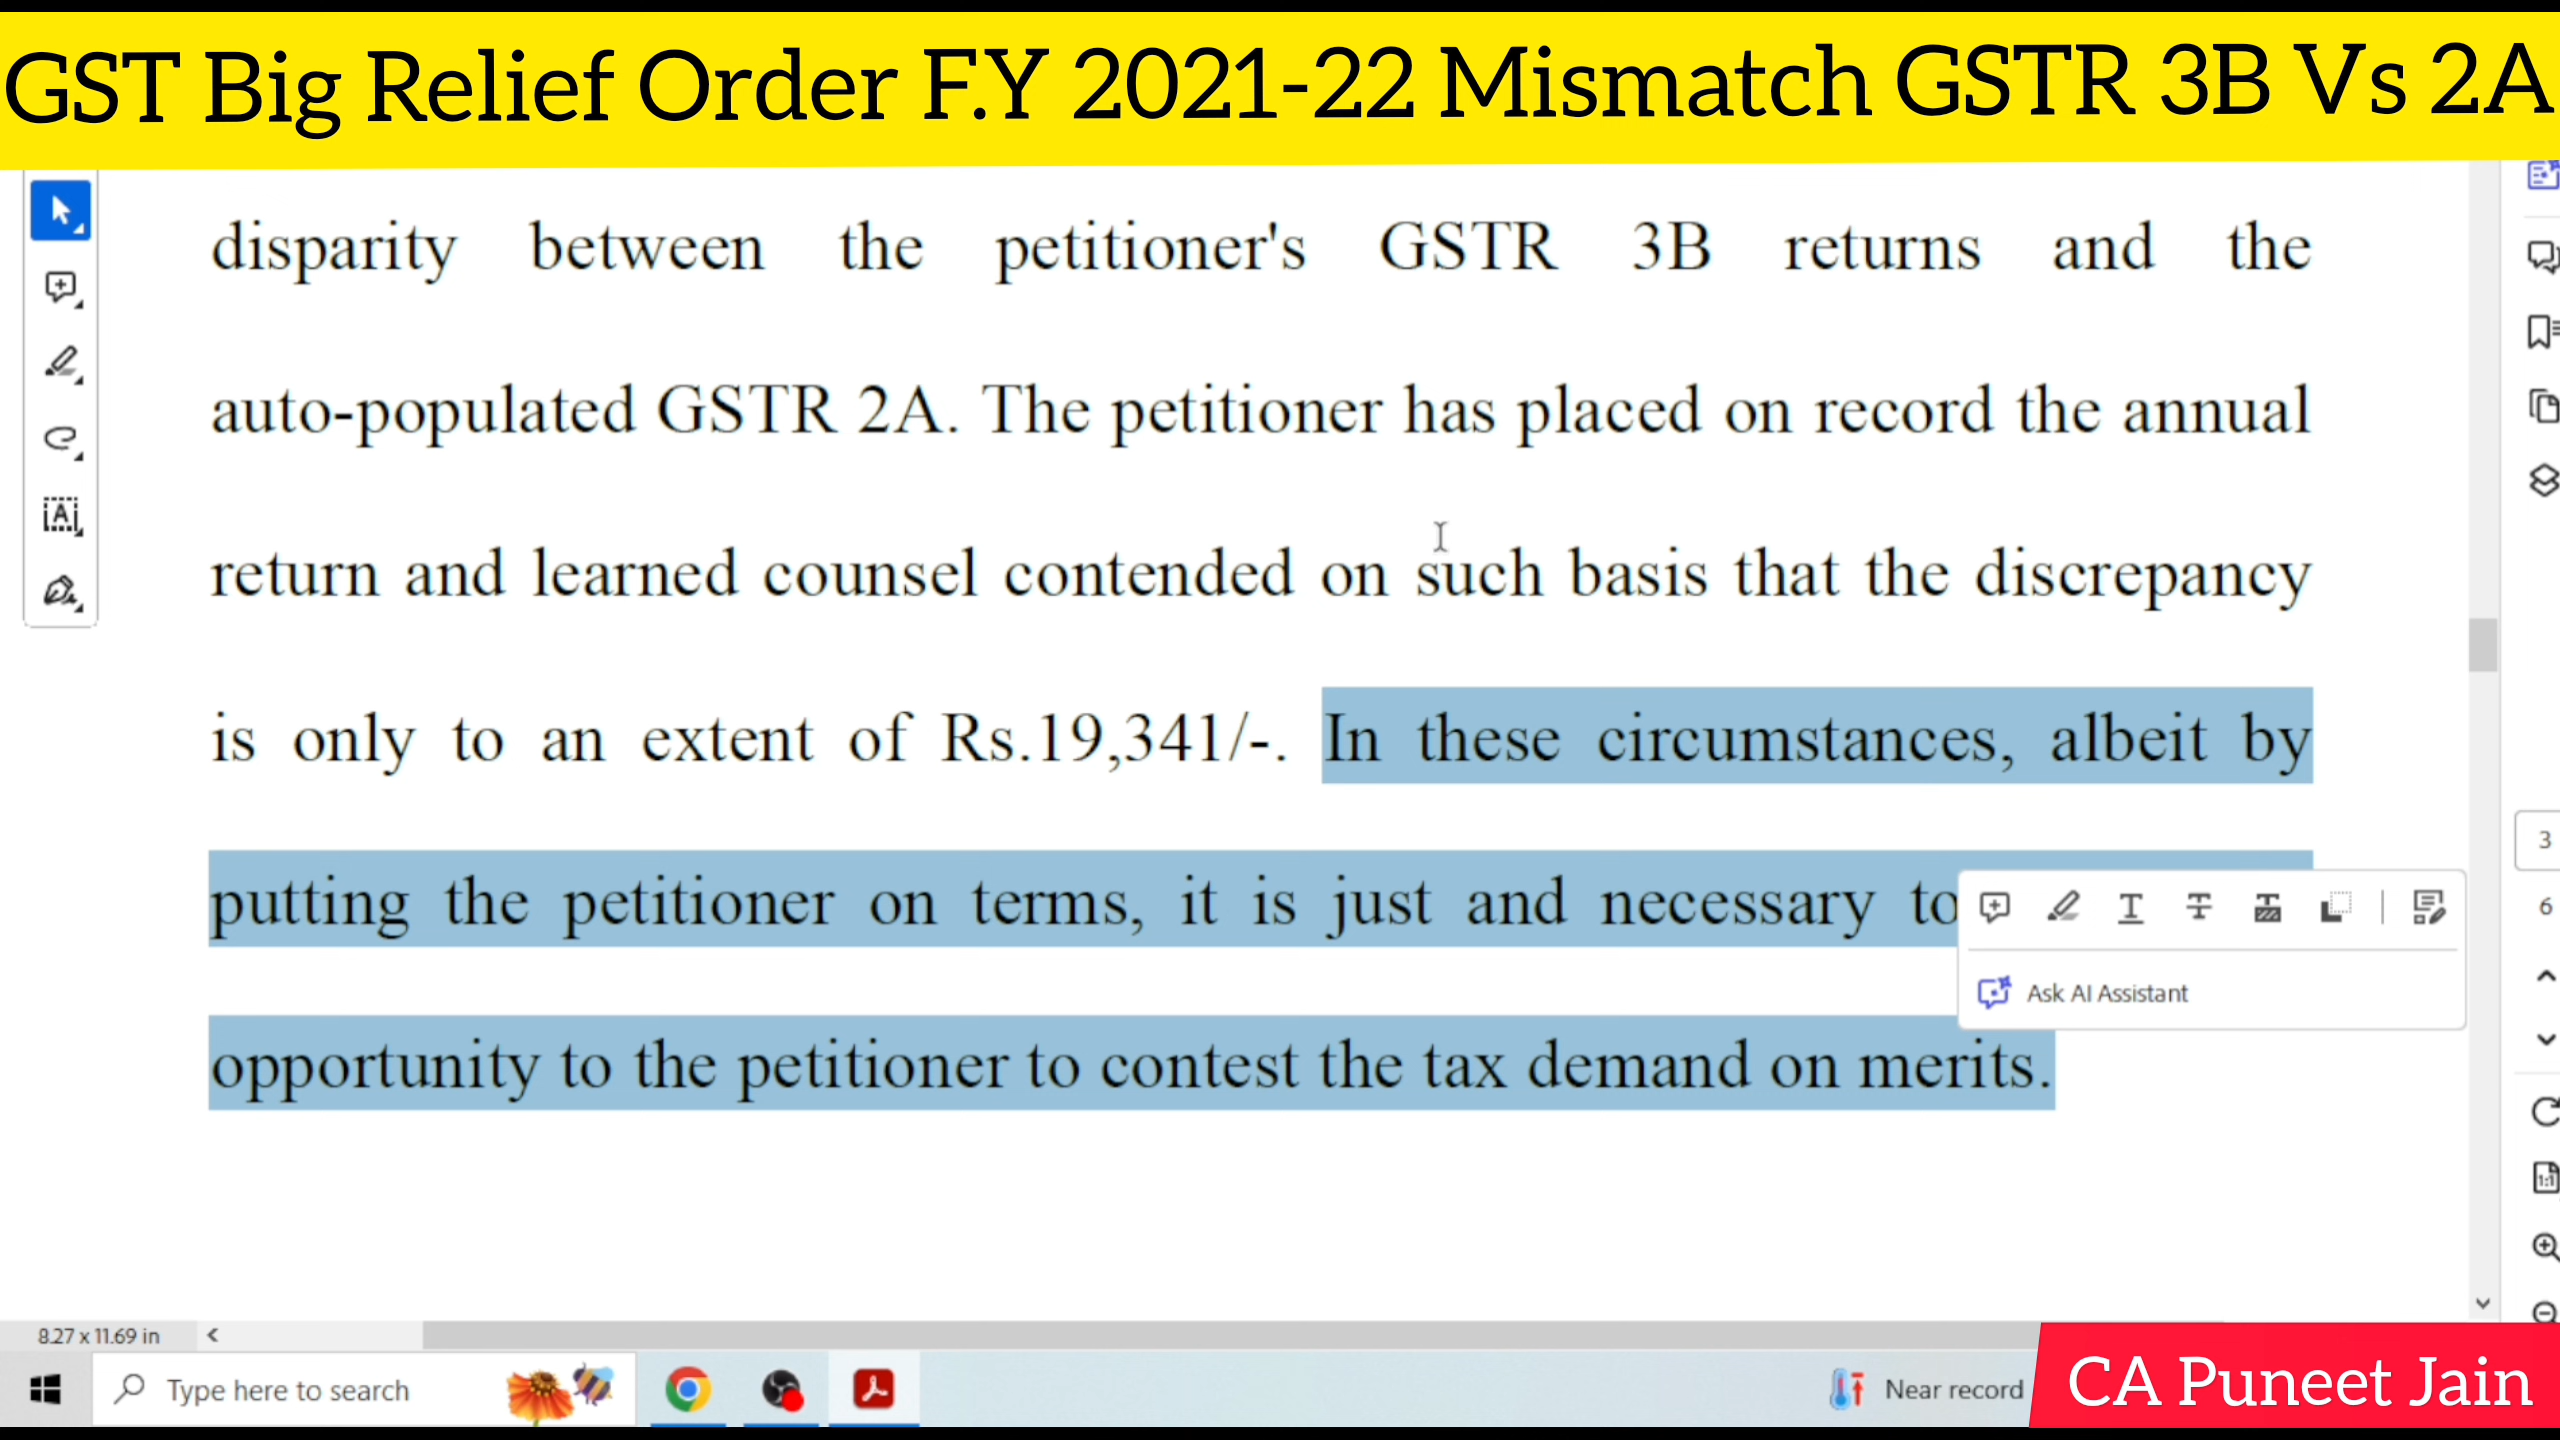 GST Big Relief Order F.Y 2021-22 Mismatch GSTR 3B Vs 2A
disparity between the petitioner's GSTR 3B returns and the
auto-populated GSTR 2A. The petitioner has placed on record the annual
return and learned counsel contended on such basis that the discrepancy
is only to an extent of Rs.19,341/-. In these circumstances, albeit by
putting the petitioner on terms, it is just and necessary to
opportunity to the petitioner to contest the tax demand on merits.
Ask AI Assistant
3
6
8.27 x 11.69 in
Type here to search
Near record
CA Puneet Jain